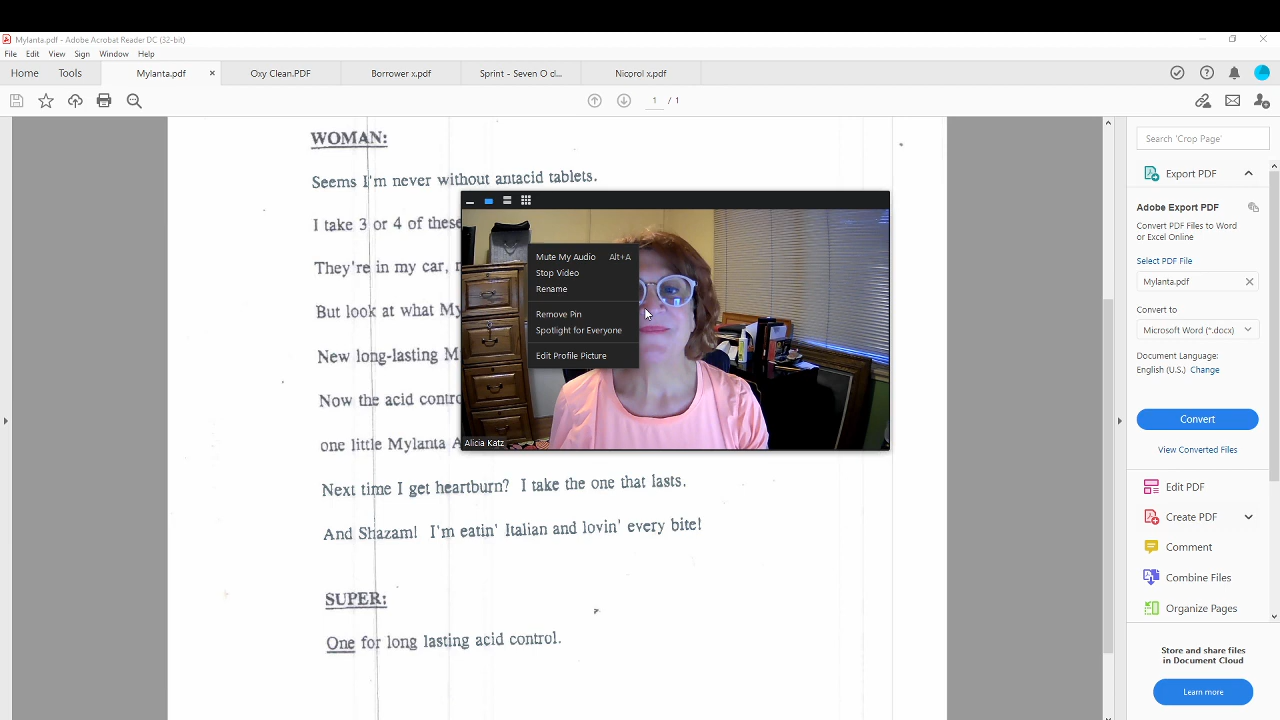 Mylanta.pdf - Adobe Acrobat Reader DC (32-bit)
File Edit View Sign Window Help
Home Tools Mylanta.pdf × Oxy Clean.PDF Borrower x.pdf Sprint - Seven O cl... Nicorol x.pdf
1 / 1
WOMAN:
Seems I'm never without antacid tablets.
I take 3 or 4 of these
They're in my car,
But look at what My
New long-lasting M
Now the acid contro
one little Mylanta A
Next time I get heartburn? I take the one that lasts.
And Shazam! I'm eatin' Italian and lovin' every bite!
SUPER:
One for long lasting acid control.
Mute My Audio Alt+A
Stop Video
Rename
Remove Pin
Spotlight for Everyone
Edit Profile Picture
Alicia Katz
Search 'Crop Page'
Export PDF
Adobe Export PDF
Convert PDF Files to Word
or Excel Online
Select PDF File
Mylanta.pdf
Convert to
Microsoft Word (*.docx)
Document Language:
English (U.S.) Change
Convert
View Converted Files
Edit PDF
Create PDF
Comment
Combine Files
Organize Pages
Store and share files
in Document Cloud
Learn more